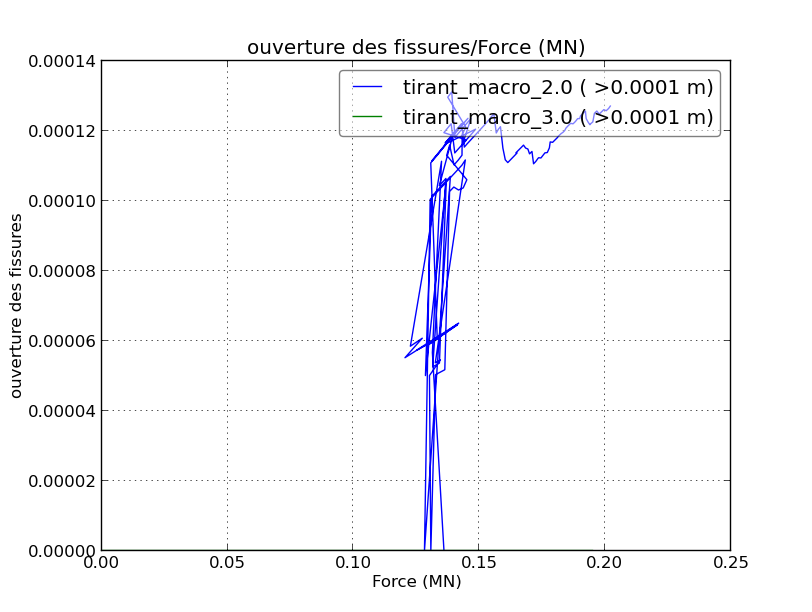 ouverture des fissures/Force (MN)
tirant_macro_2.0 ( >0.0001 m)
tirant_macro_3.0 ( >0.0001 m)
ouverture des fissures
0.00014
0.00012
0.00010
0.00008
0.00006
0.00004
0.00002
0.00000
0.00 0.05 0.10 0.15 0.20 0.25
Force (MN)